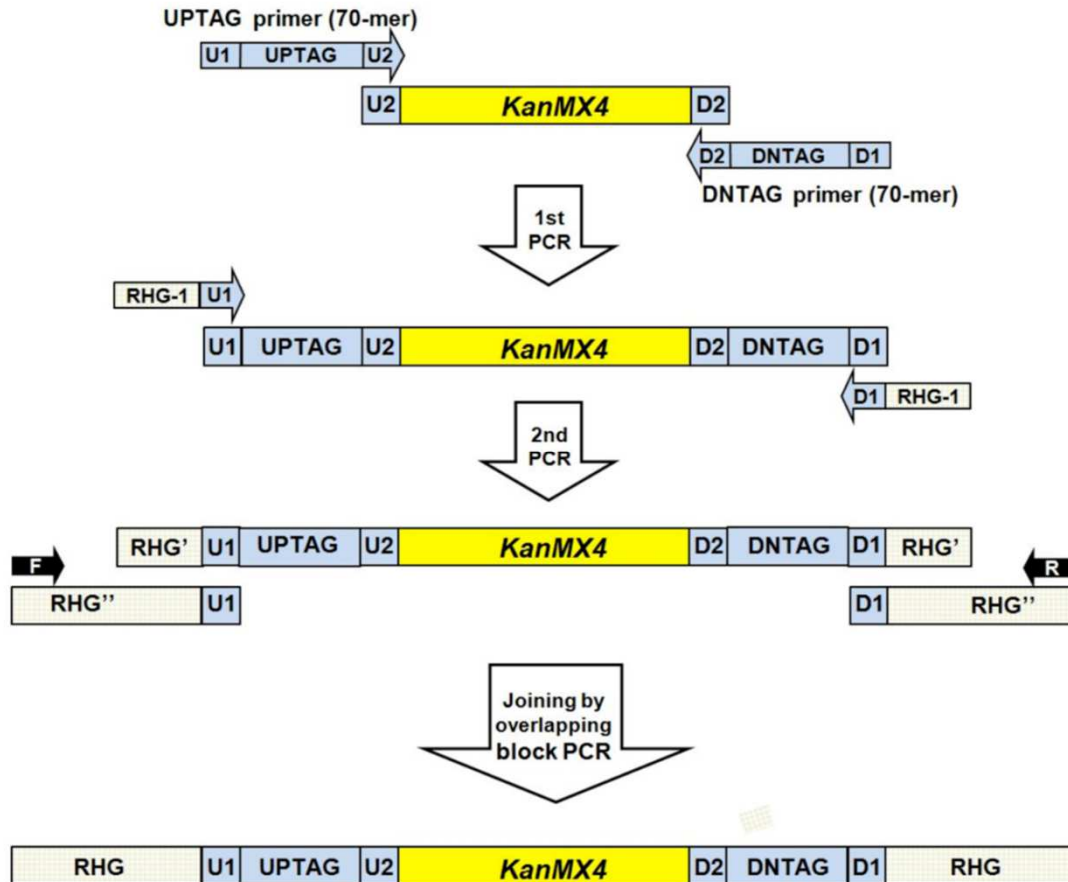 UPTAG primer (70-mer)
U1 UPTAG U2
U2 KanMX4 D2
D2 DNTAG D1
DNTAG primer (70-mer)
1st
PCR
RHG-1 U1
U1 UPTAG U2 KanMX4 D2 DNTAG D1
D1 RHG-1
2nd
PCR
RHG’ U1 UPTAG U2 KanMX4 D2 DNTAG D1 RHG’
F R
RHG’’ U1 D1 RHG’’
Joining by
overlapping
block PCR
RHG U1 UPTAG U2 KanMX4 D2 DNTAG D1 RHG